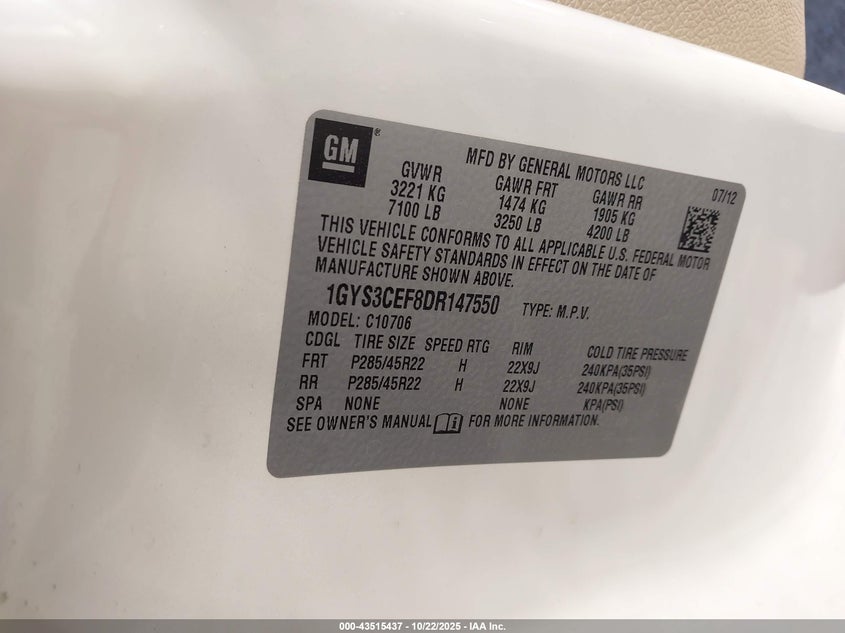 GM®
MFD BY GENERAL MOTORS LLC
07/12
GVWR GAWR FRT GAWR RR
3221 KG 1474 KG 1905 KG
7100 LB 3250 LB 4200 LB
THIS VEHICLE CONFORMS TO ALL APPLICABLE U.S. FEDERAL MOTOR
VEHICLE SAFETY STANDARDS IN EFFECT ON THE DATE OF
MANUFACTURE SHOWN ABOVE.
1GYS3CEF8DR147550 TYPE: M.P.V.
MODEL: C10706
CDGL TIRE SIZE SPEED RTG RIM COLD TIRE PRESSURE
FRT P285/45R22 H 22X9J 240KPA(35PSI)
RR P285/45R22 H 22X9J 240KPA(35PSI)
SPA NONE NONE KPA(PSI)
SEE OWNER'S MANUAL FOR MORE INFORMATION.
000-43515437 - 10/22/2025 - IAA Inc.